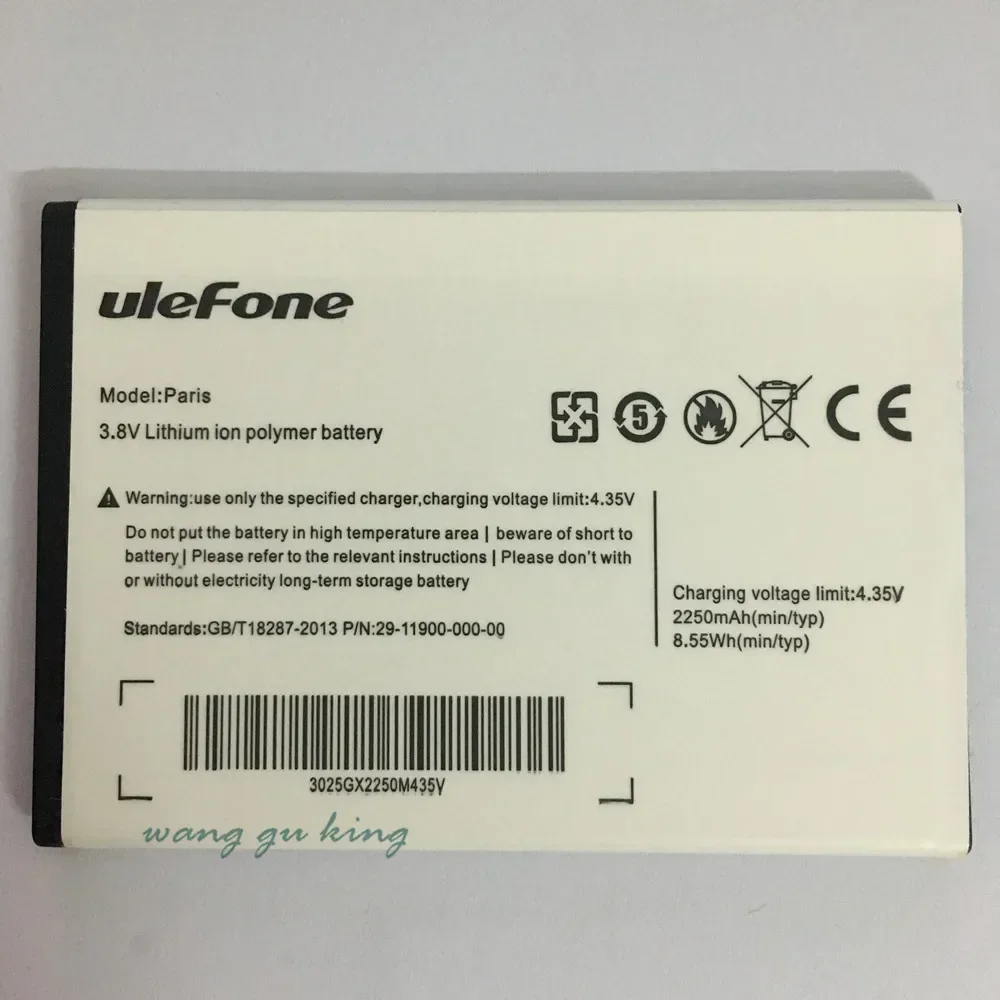 uleFone
Model:Paris
3.8V Lithium ion polymer battery
5
CE
Warning:use only the specified charger,charging voltage limit:4.35V
Do not put the battery in high temperature area | beware of short to
battery | Please refer to the relevant instructions | Please don't with
or without electricity long-term storage battery
Standards:GB/T18287-2013 P/N:29-11900-000-00
Charging voltage limit:4.35V
2250mAh(min/typ)
8.55Wh(min/typ)
3025GX2250M435V
wang gu king